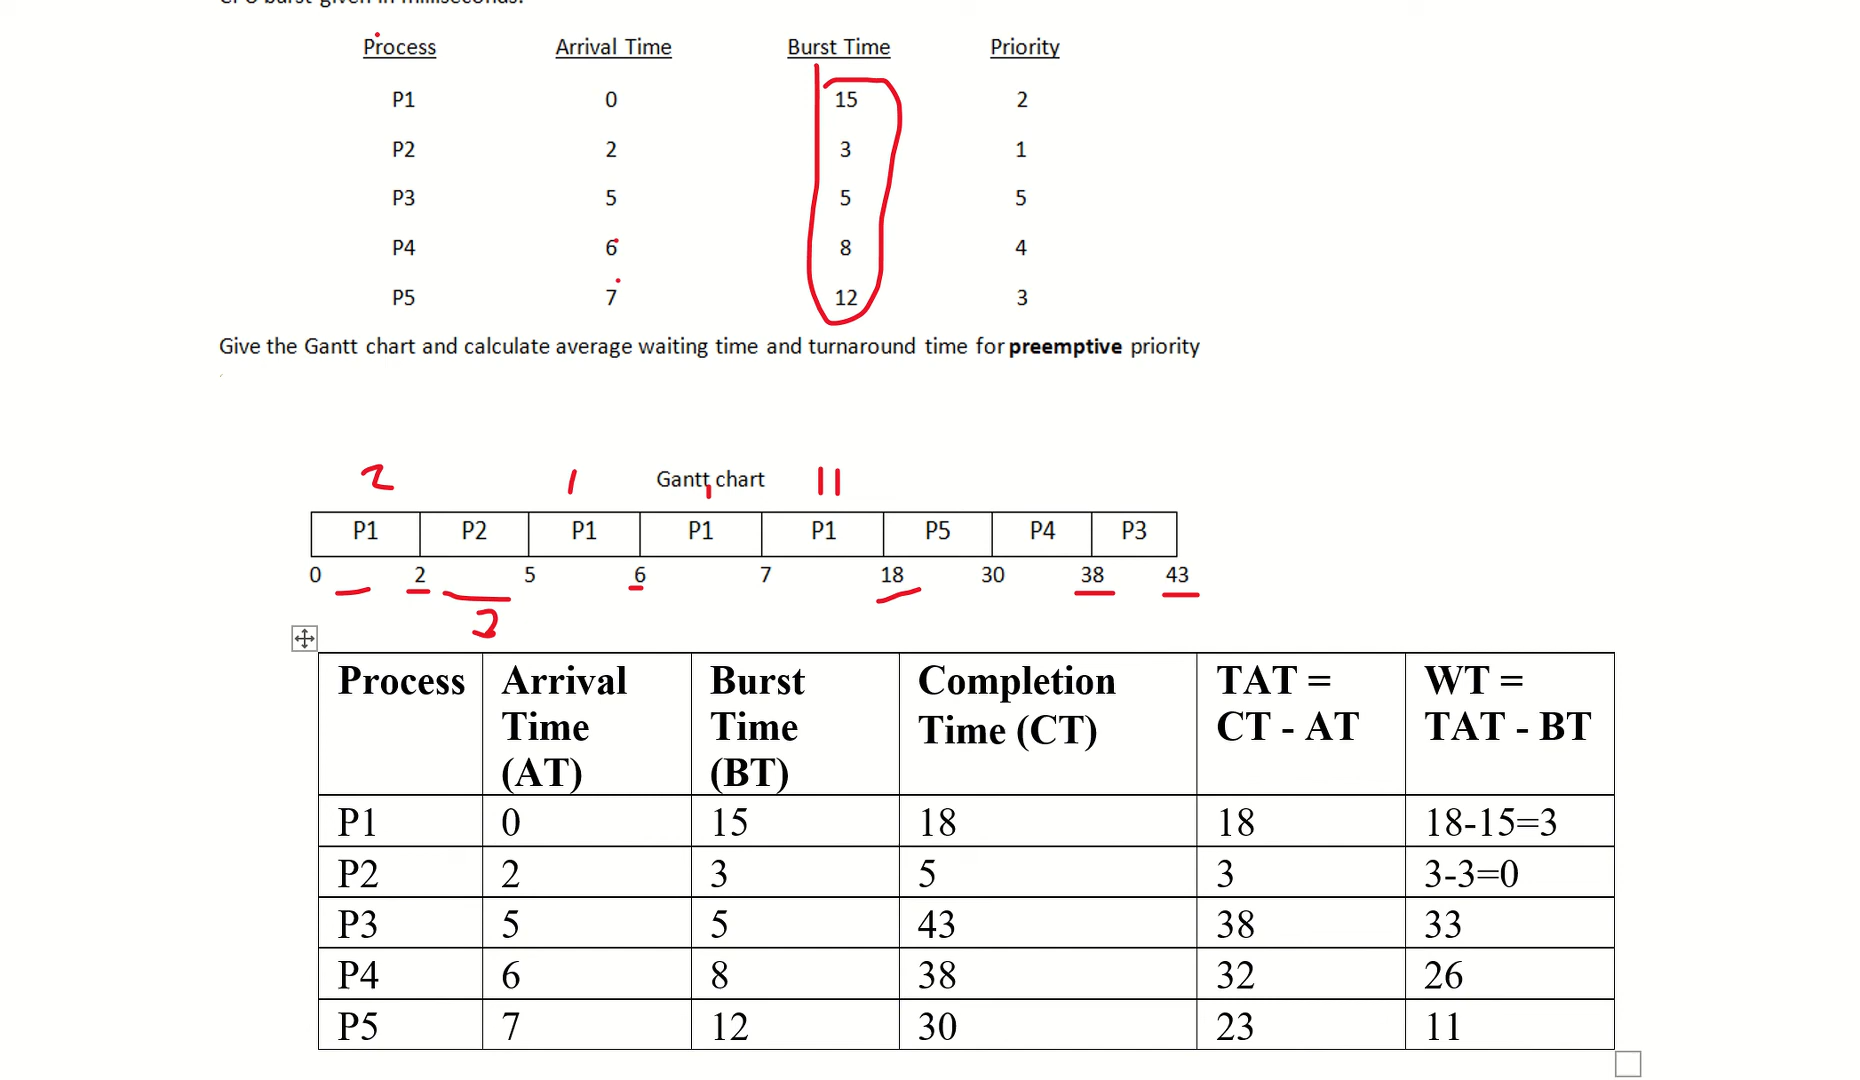 Process Arrival Time Burst Time Priority
P1 0 15 2
P2 2 3 1
P3 5 5 5
P4 6 8 4
P5 7 12 3
Give the Gantt chart and calculate average waiting time and turnaround time for preemptive priority
2 1 Gantt chart 1 11
P1 P2 P1 P1 P1 P5 P4 P3
0 2 5 6 7 18 30 38 43
3
Process Arrival Time (AT) Burst Time (BT) Completion Time (CT) TAT = CT - AT WT = TAT - BT
P1 0 15 18 18 18-15=3
P2 2 3 5 3 3-3=0
P3 5 5 43 38 33
P4 6 8 38 32 26
P5 7 12 30 23 11